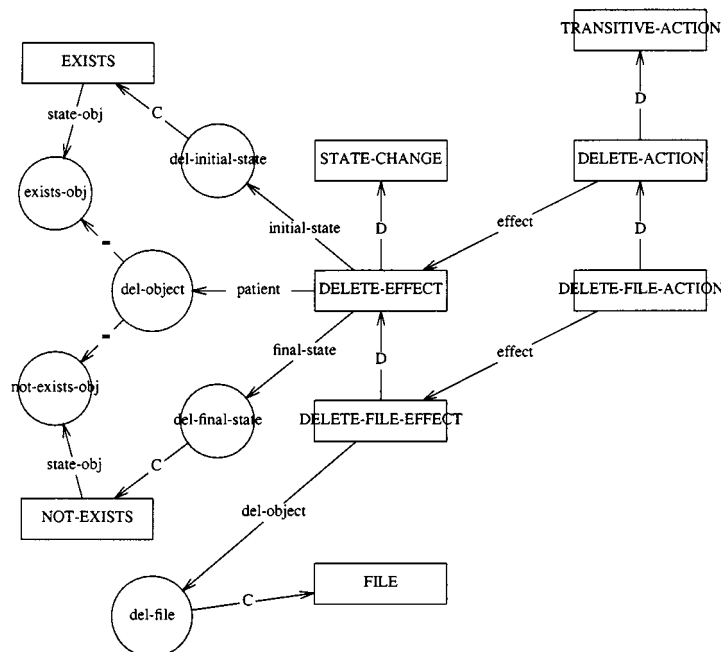 TRANSITIVE-ACTION
EXISTS
D
state-obj
C
del-initial-state
STATE-CHANGE
DELETE-ACTION
exists-obj
initial-state
D
effect
D
=
del-object
patient
DELETE-EFFECT
DELETE-FILE-ACTION
=
final-state
D
effect
not-exists-obj
del-final-state
DELETE-FILE-EFFECT
state-obj
C
NOT-EXISTS
del-object
FILE
del-file
C